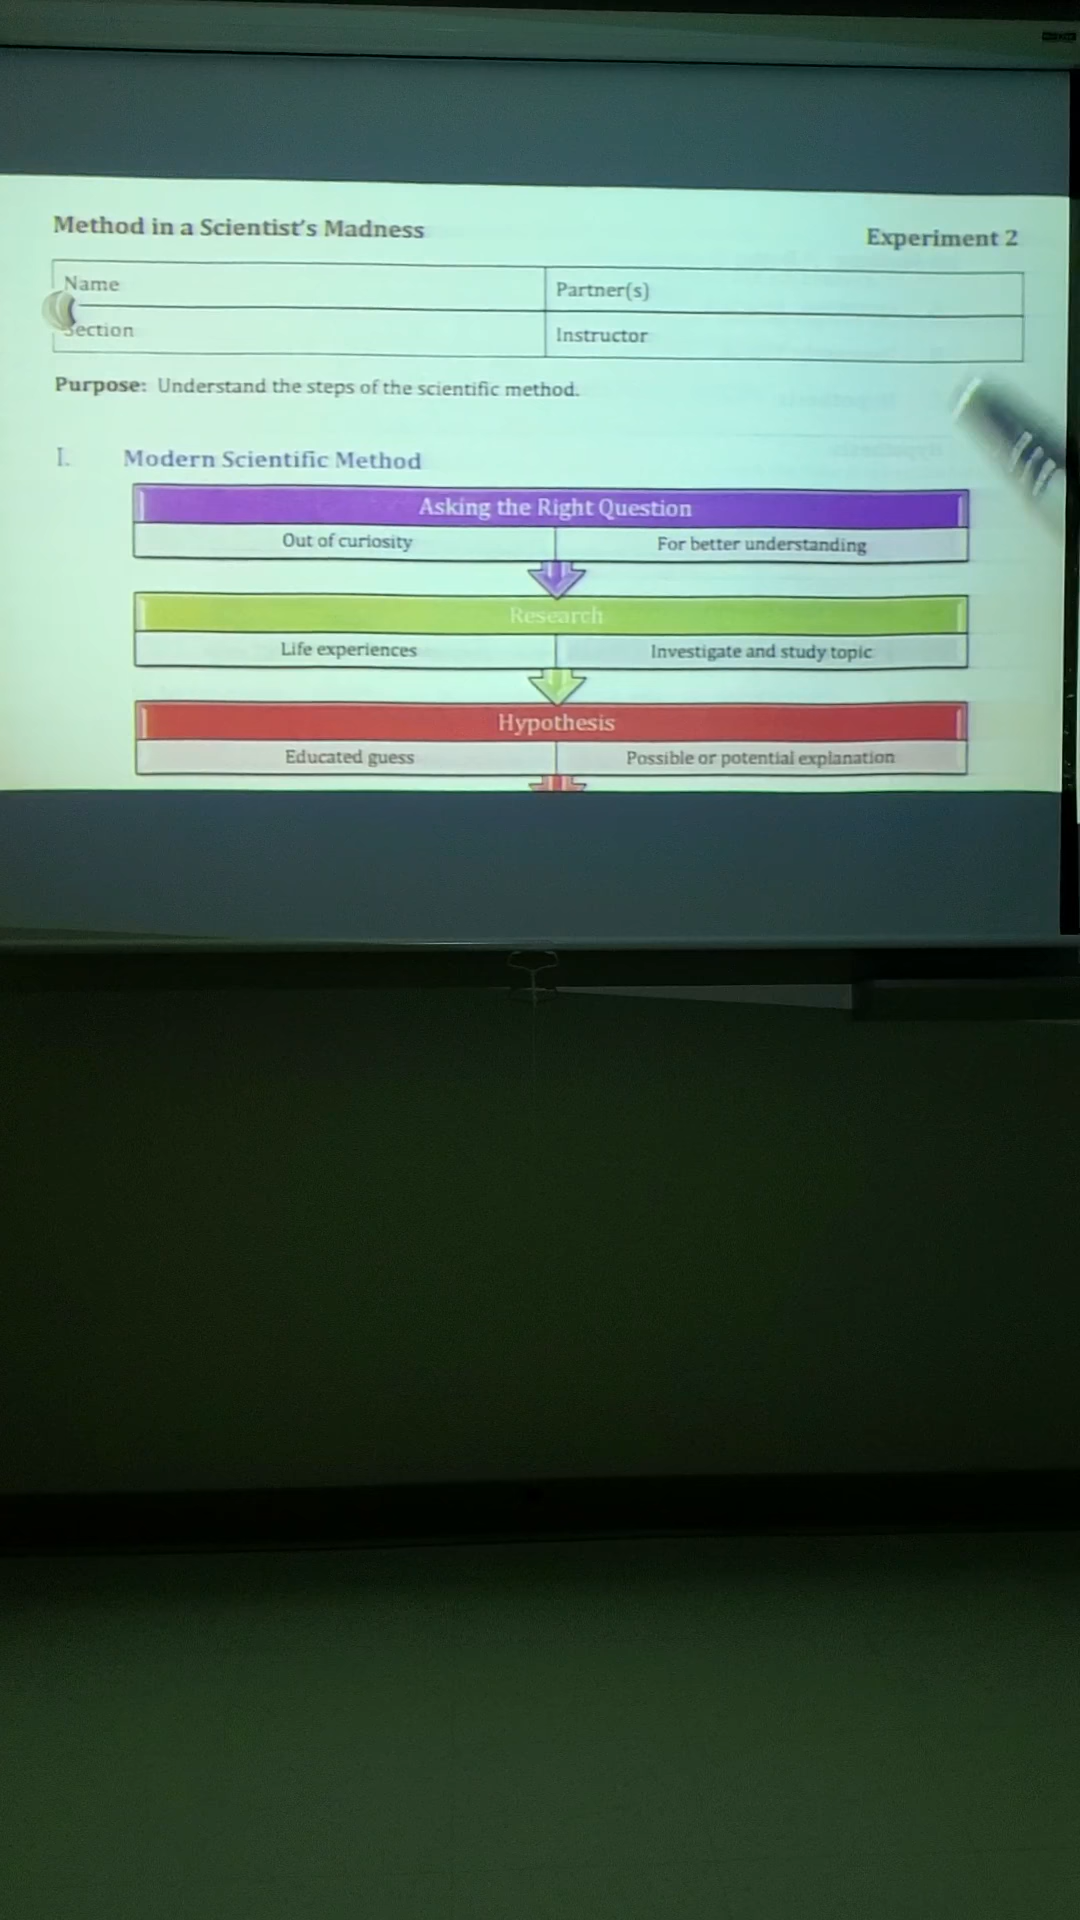 Method in a Scientist's Madness
Experiment 2
Name
Partner(s)
Section
Instructor
Purpose: Understand the steps of the scientific method.
I. Modern Scientific Method
Asking the Right Question
Out of curiosity
For better understanding
Research
Life experiences
Investigate and study topic
Hypothesis
Educated guess
Possible or potential explanation